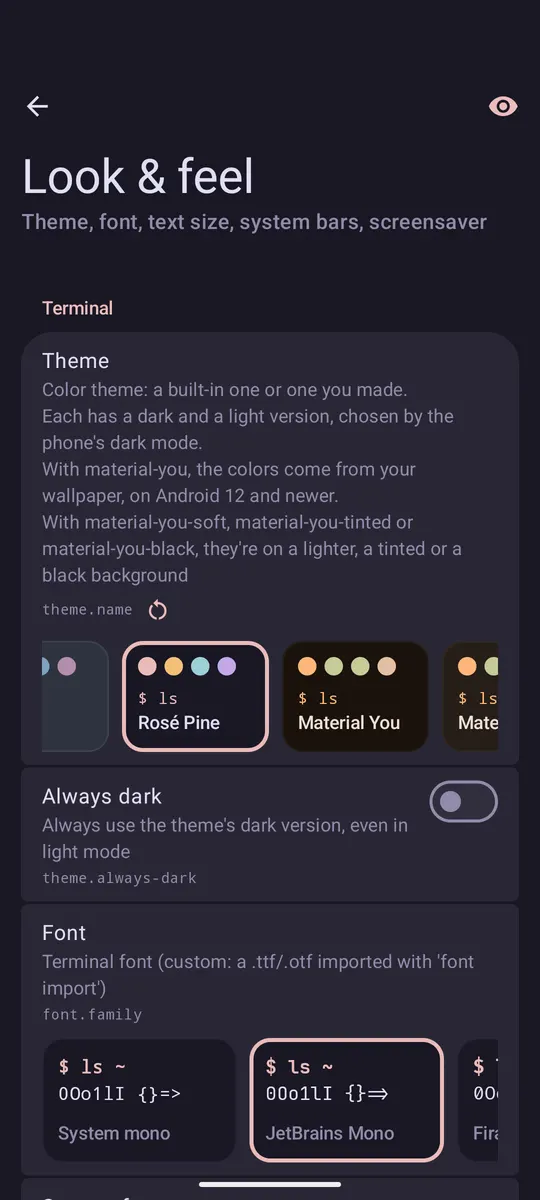 Look & feel
Theme, font, text size, system bars, screensaver
Terminal
Theme
Color theme: a built-in one or one you made.
Each has a dark and a light version, chosen by the
phone's dark mode.
With material-you, the colors come from your
wallpaper, on Android 12 and newer.
With material-you-soft, material-you-tinted or
material-you-black, they're on a lighter, a tinted or a
black background
theme.name
$ ls
Rosé Pine
$ ls
Material You
$ ls
Mate
Always dark
Always use the theme's dark version, even in
light mode
theme.always-dark
Font
Terminal font (custom: a .ttf/.otf imported with 'font
import')
font.family
$ ls ~
0Oo1lI {}=>
System mono
$ ls ~
0Oo1lI {}=>
JetBrains Mono
$
0Oo
Fira